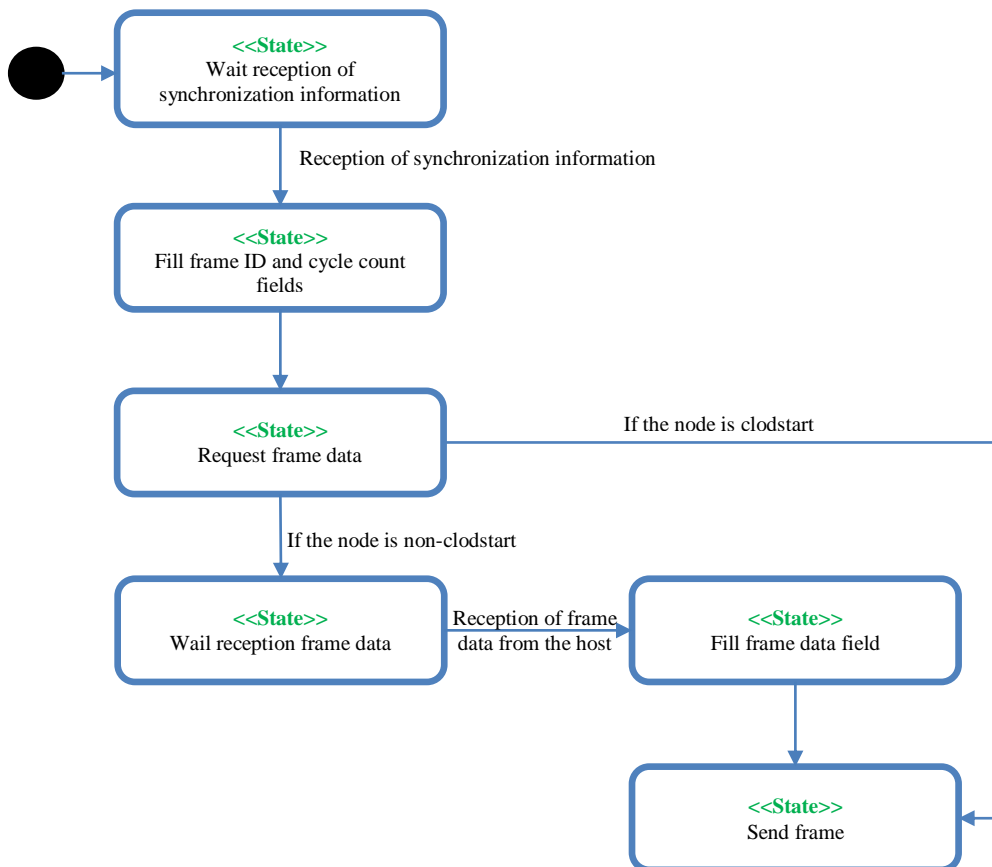 <<State>>
Wait reception of
synchronization information
Reception of synchronization information
<<State>>
Fill frame ID and cycle count
fields
<<State>>
Request frame data
If the node is clodstart
If the node is non-clodstart
<<State>>
Wail reception frame data
Reception of frame
data from the host
<<State>>
Fill frame data field
<<State>>
Send frame